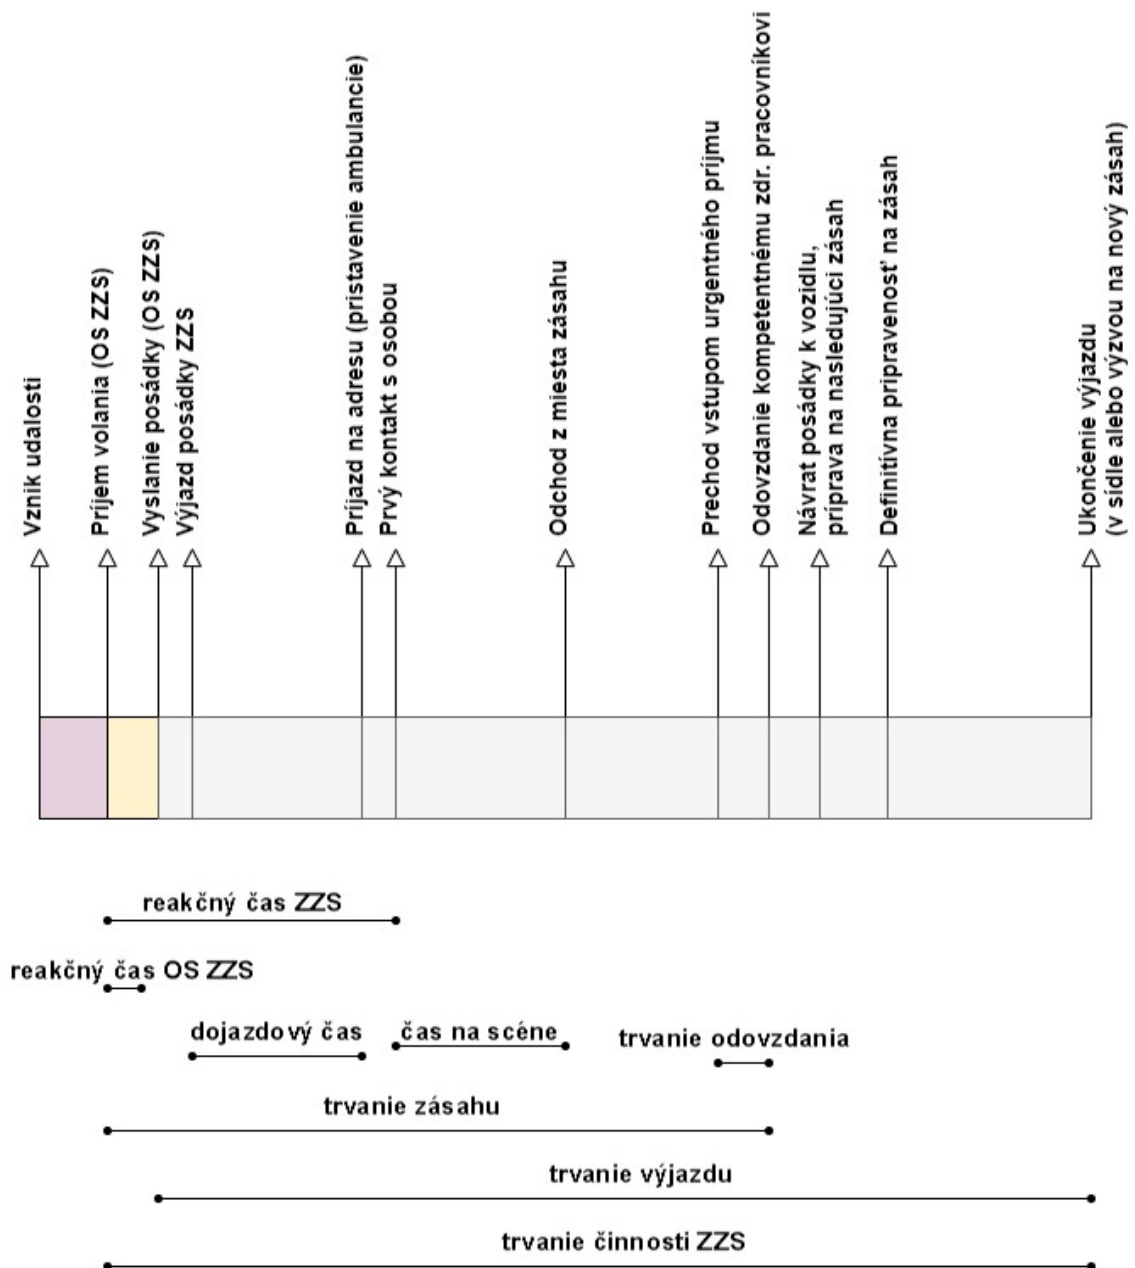 Vznik udalosti
Príjem volania (OS ZZS)
Vyslanie posádky (OS ZZS)
Výjazd posádky ZZS
Príjazd na adresu (pristavenie ambulancie)
Prvý kontakt s osobou
Odchod z miesta zásahu
Prechod vstupom urgentného príjmu
Odovzdanie kompetentnému zdr. pracovníkovi
Návrat posádky k vozidlu,
príprava na nasledujúci zásah
Definitívna pripravenosť na zásah
Ukončenie výjazdu
(v sídle alebo výzvou na nový zásah)
reakčný čas ZZS
reakčný čas OS ZZS
dojazdový čas
čas na scéne
trvanie odovzdania
trvanie zásahu
trvanie výjazdu
trvanie činnosti ZZS